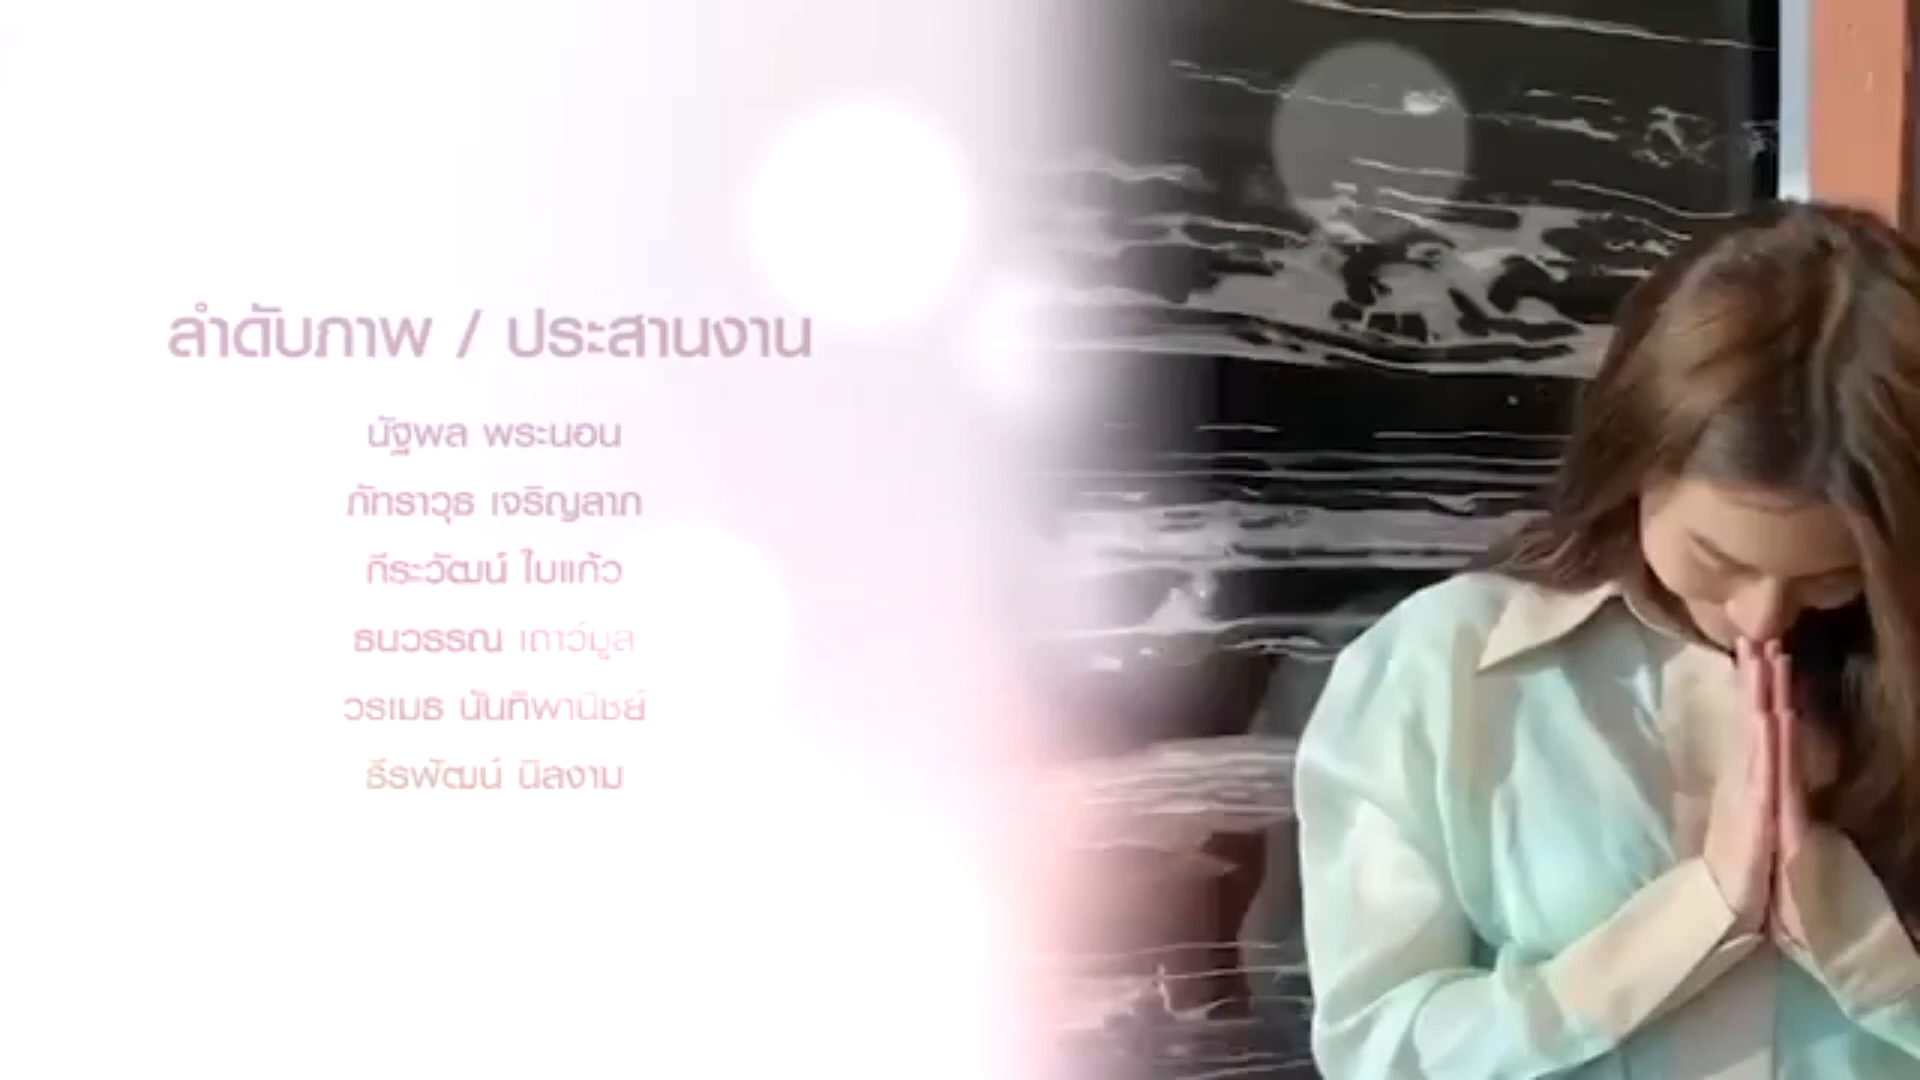 ลำดับภาพ / ประสานงาน
นัฐพล พระนอน
ภัทราวุธ เจริญลาภ
กีระวัฒน์ ใบแก้ว
ธนวรรณ เถาว์มูล
วรเมธ นันทิพานิชย์
ธีรพัฒน์ นิลงาม